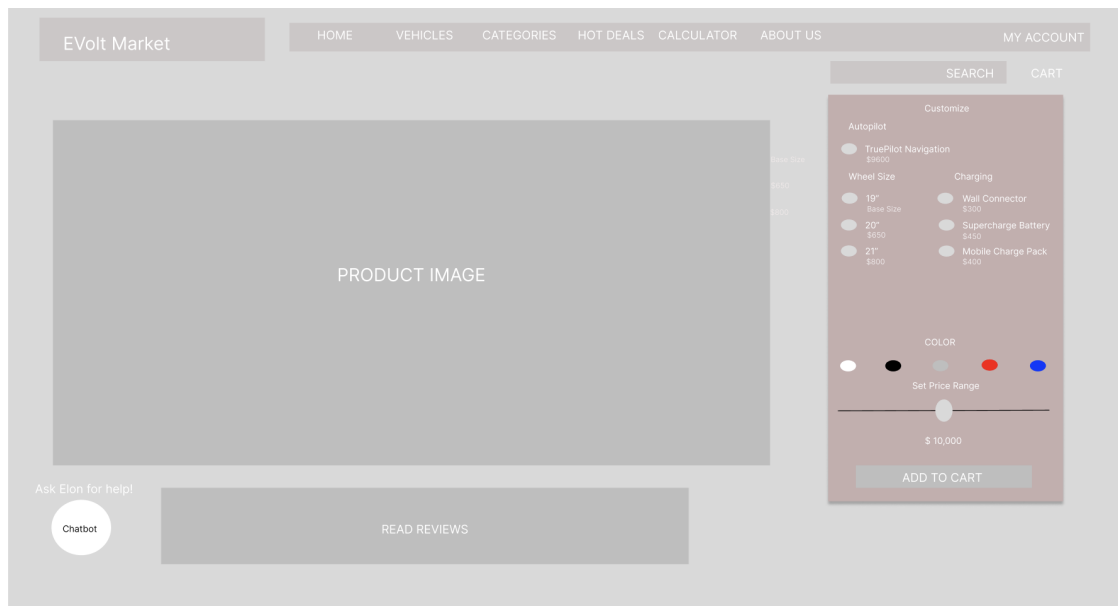 EVolt Market
HOME VEHICLES CATEGORIES HOT DEALS CALCULATOR ABOUT US
MY ACCOUNT
SEARCH CART
Customize
Autopilot
TruePilot Navigation
$9600
Wheel Size
19"
Base Size
20"
$650
21"
$800
Charging
Wall Connector
$300
Supercharge Battery
$450
Mobile Charge Pack
$400
Base Size
PRODUCT IMAGE
COLOR
Set Price Range
$ 10,000
ADD TO CART
Ask Elon for help!
Chatbot
READ REVIEWS